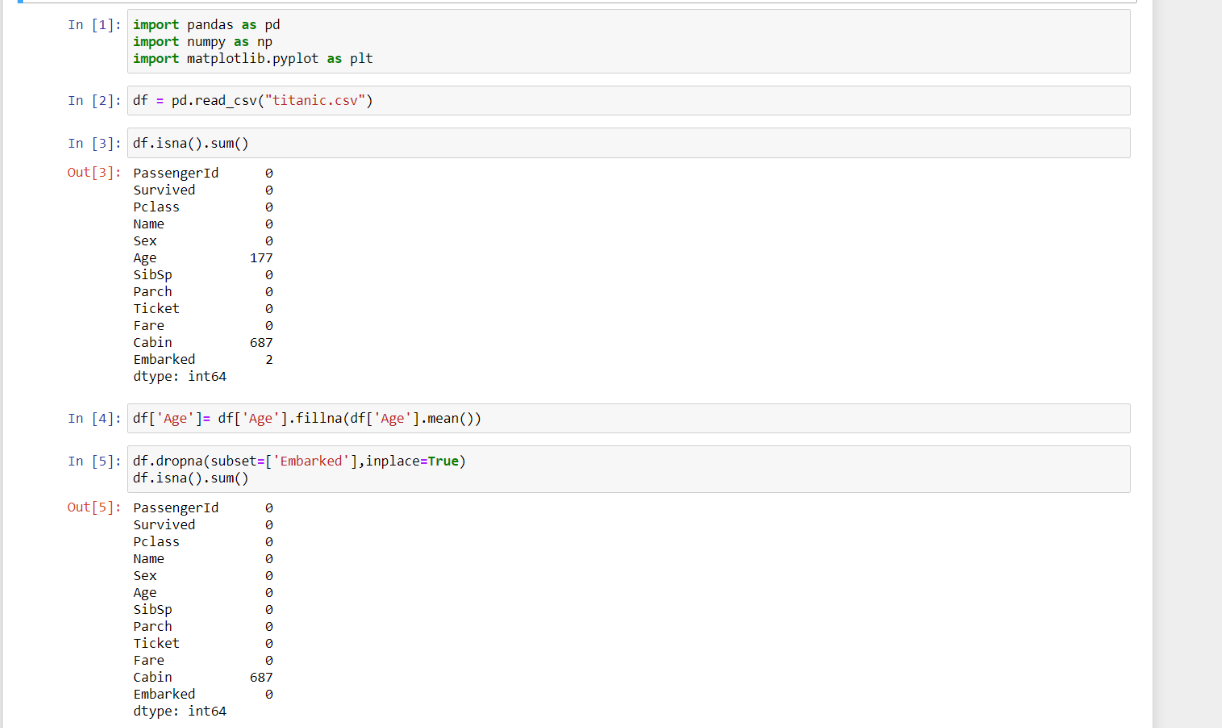 In [1]: import pandas as pd
import numpy as np
import matplotlib.pyplot as plt
In [2]: df = pd.read_csv("titanic.csv")
In [3]: df.isna().sum()
Out[3]: PassengerId 0
Survived 0
Pclass 0
Name 0
Sex 0
Age 177
SibSp 0
Parch 0
Ticket 0
Fare 0
Cabin 687
Embarked 2
dtype: int64
In [4]: df['Age']= df['Age'].fillna(df['Age'].mean())
In [5]: df.dropna(subset=['Embarked'],inplace=True)
df.isna().sum()
Out[5]: PassengerId 0
Survived 0
Pclass 0
Name 0
Sex 0
Age 0
SibSp 0
Parch 0
Ticket 0
Fare 0
Cabin 687
Embarked 0
dtype: int64